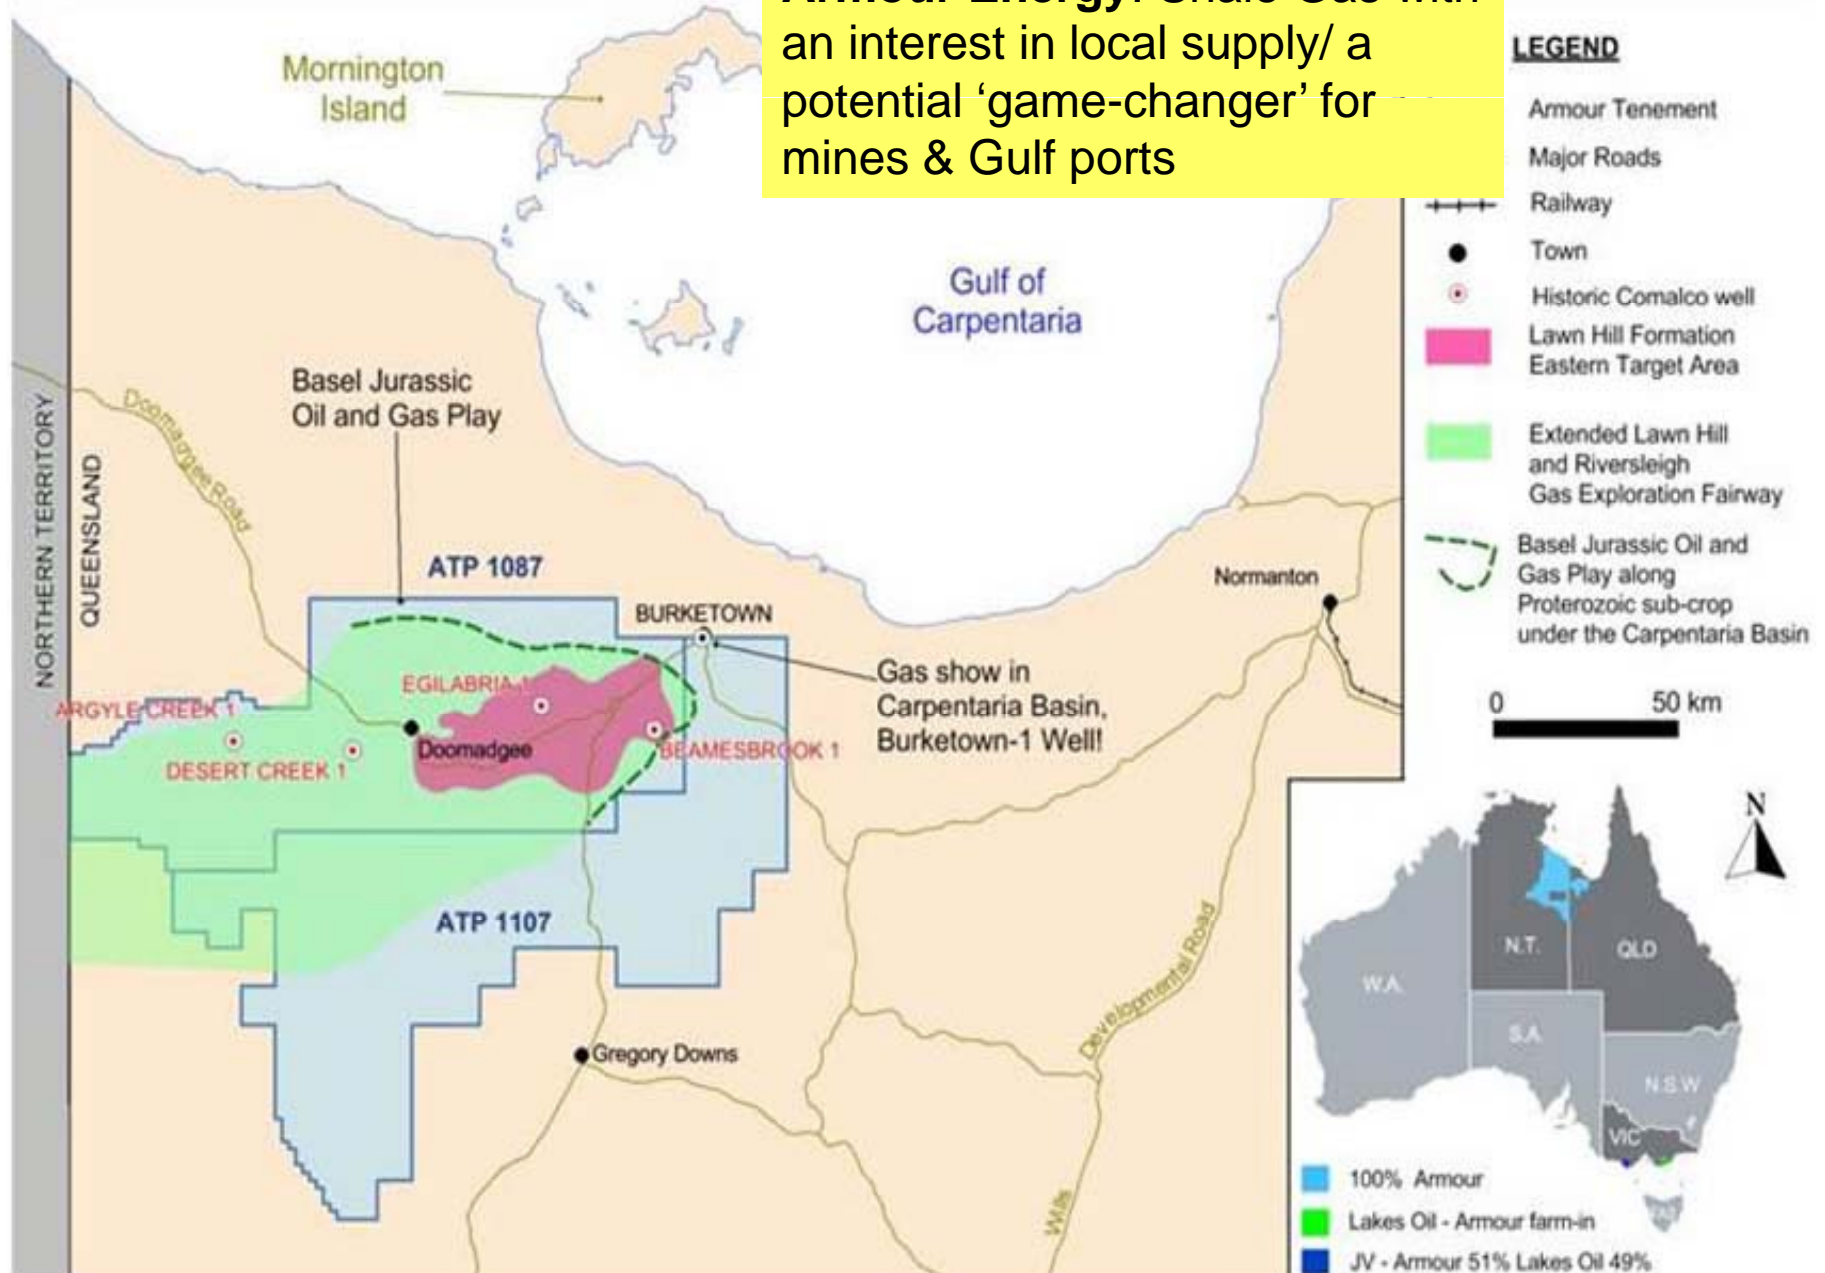 Armour Energy: Shale Gas with
an interest in local supply/ a
potential ‘game-changer’ for
mines & Gulf ports
LEGEND
Armour Tenement
Major Roads
Railway
Town
Historic Comalco well
Lawn Hill Formation
Eastern Target Area
Extended Lawn Hill
and Riversleigh
Gas Exploration Fairway
Basel Jurassic Oil and
Gas Play along
Proterozoic sub-crop
under the Carpentaria Basin
0 50 km
Mornington
Island
Gulf of
Carpentaria
Basel Jurassic
Oil and Gas Play
Doomadgee Road
NORTHERN TERRITORY
QUEENSLAND
ATP 1087
BURKETOWN
Normanton
Gas show in
Carpentaria Basin,
Burketown-1 Well!
EGILABRIA 1
ARGYLE CREEK 1
Doomadgee
BEAMESBROOK 1
DESERT CREEK 1
ATP 1107
Gregory Downs
Wills
Developmental Road
N
N.T.
QLD
W.A.
S.A.
N.S.W
VIC
TAS
100% Armour
Lakes Oil - Armour farm-in
JV - Armour 51% Lakes Oil 49%